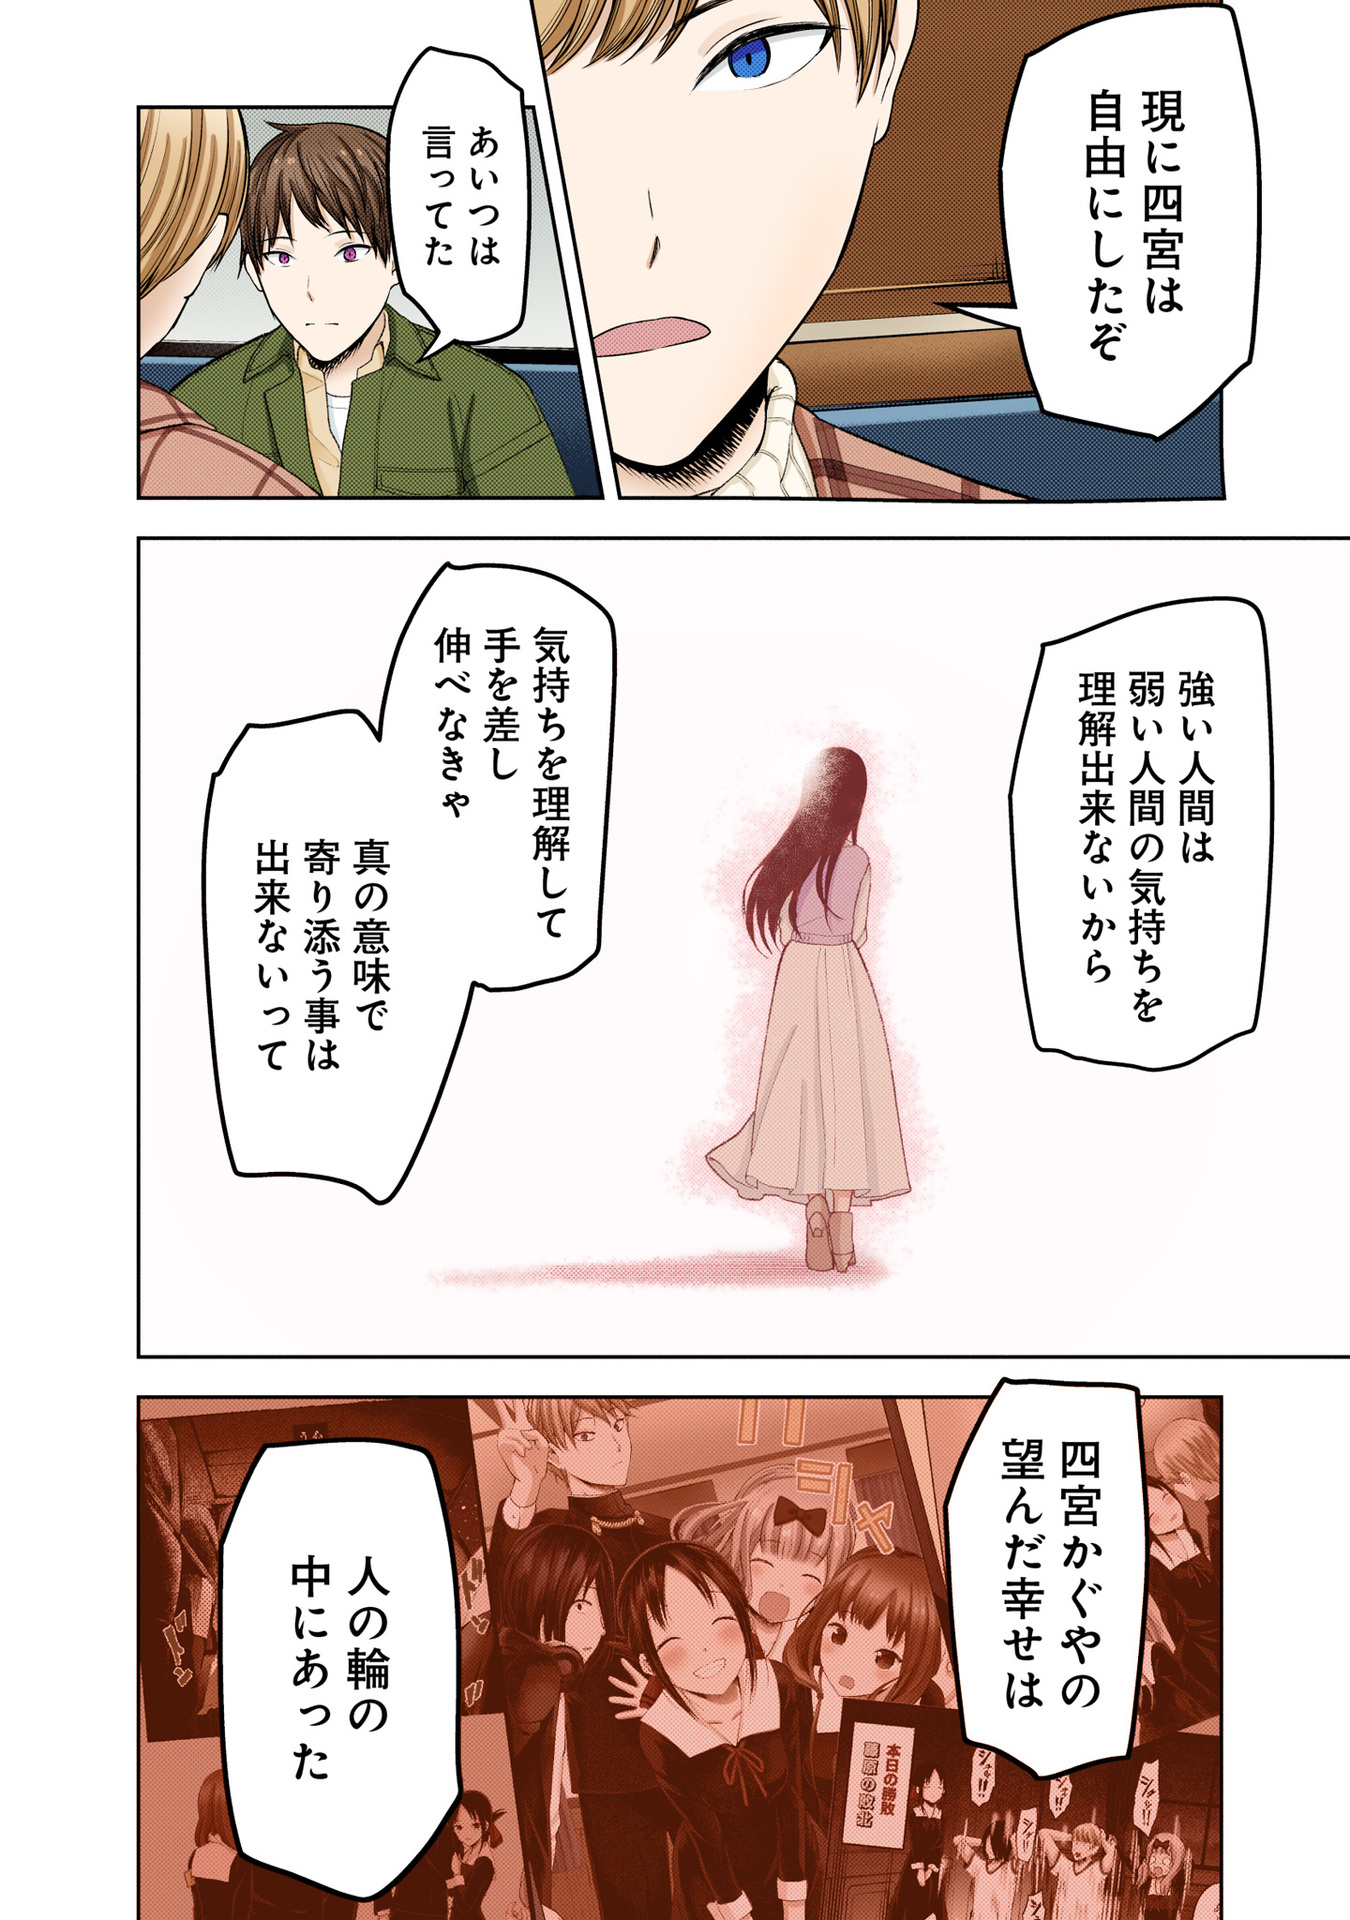 現に四宮は
自由にしたぞ
あいつは
言ってた
強い人間は
弱い人間の気持ちを
理解出来ないから
気持ちを理解して
手を差し
伸べなきゃ
真の意味で
寄り添う事は
出来ないって
四宮かぐやの
望んだ幸せは
人の輪の
中にあった
本日の勝敗
藤原の敗北